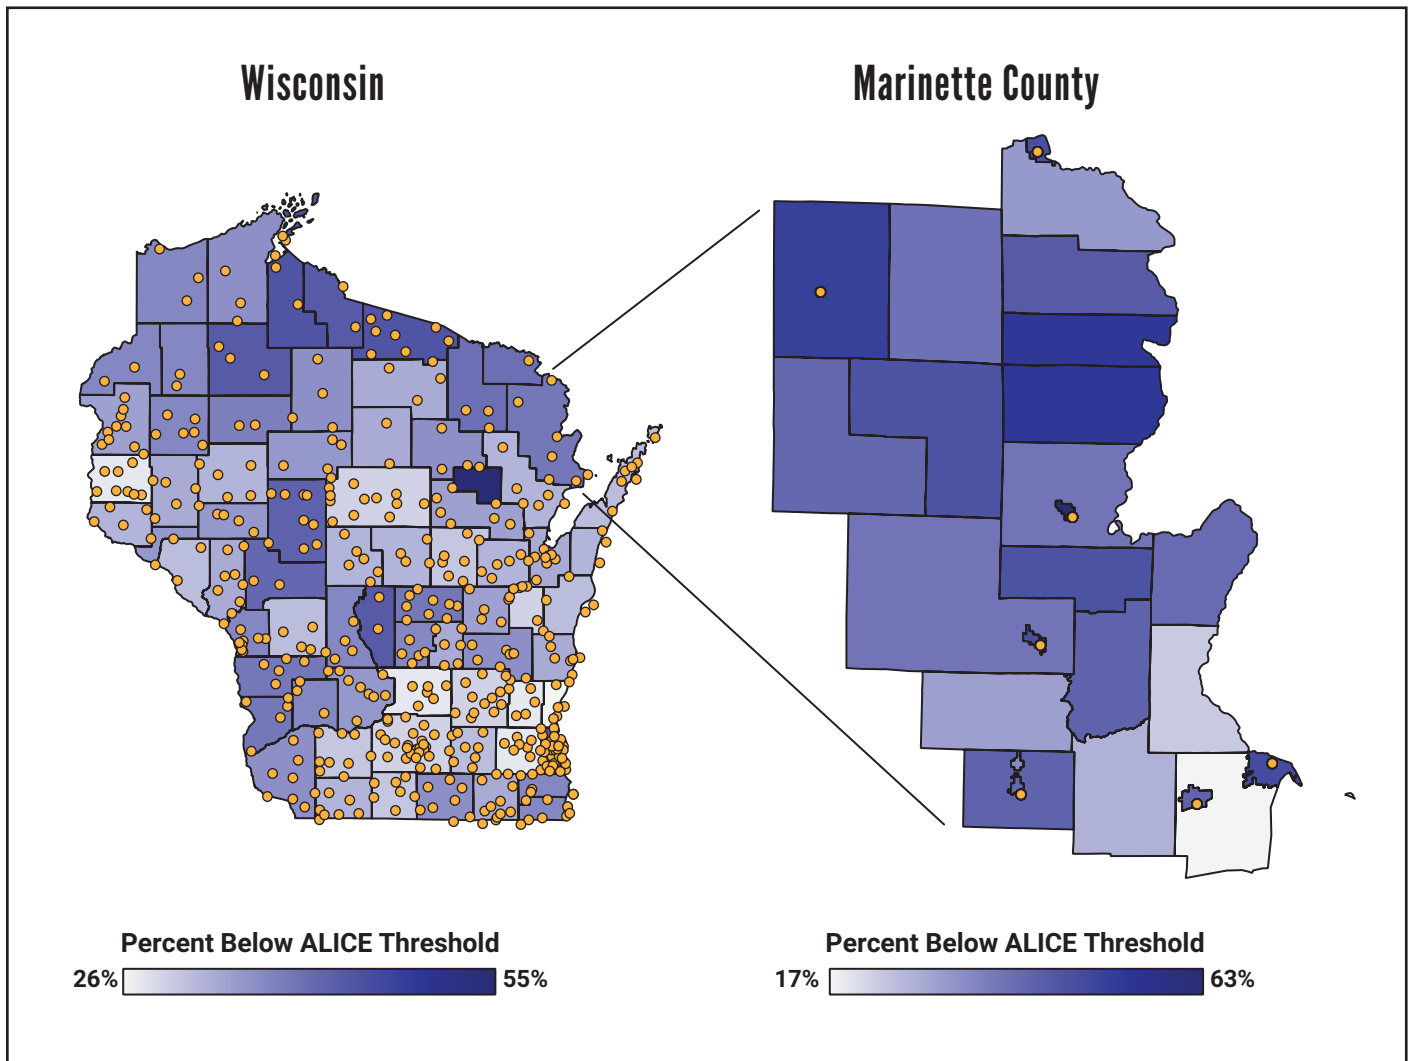 Wisconsin
Marinette County
Percent Below ALICE Threshold
26% 55%
Percent Below ALICE Threshold
17% 63%